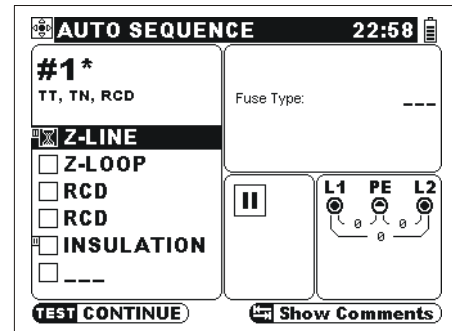 AUTO SEQUENCE 22:58
#1*
TT, TN, RCD
Z-LINE
Z-LOOP
RCD
RCD
INSULATION
---
Fuse Type: ---
L1 PE L2
0 0
0
TEST CONTINUE
Show Comments